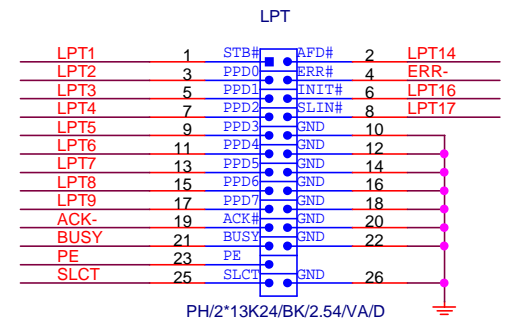 LPT
LPT1 1 STB# AFD# 2 LPT14
LPT2 3 PPD0 ERR# 4 ERR-
LPT3 5 PPD1 INIT# 6 LPT16
LPT4 7 PPD2 SLIN# 8 LPT17
LPT5 9 PPD3 GND 10
LPT6 11 PPD4 GND 12
LPT7 13 PPD5 GND 14
LPT8 15 PPD6 GND 16
LPT9 17 PPD7 GND 18
ACK- 19 ACK# GND 20
BUSY 21 BUSY GND 22
PE 23 PE
SLCT 25 SLCT GND 26
PH/2*13K24/BK/2.54/VA/D